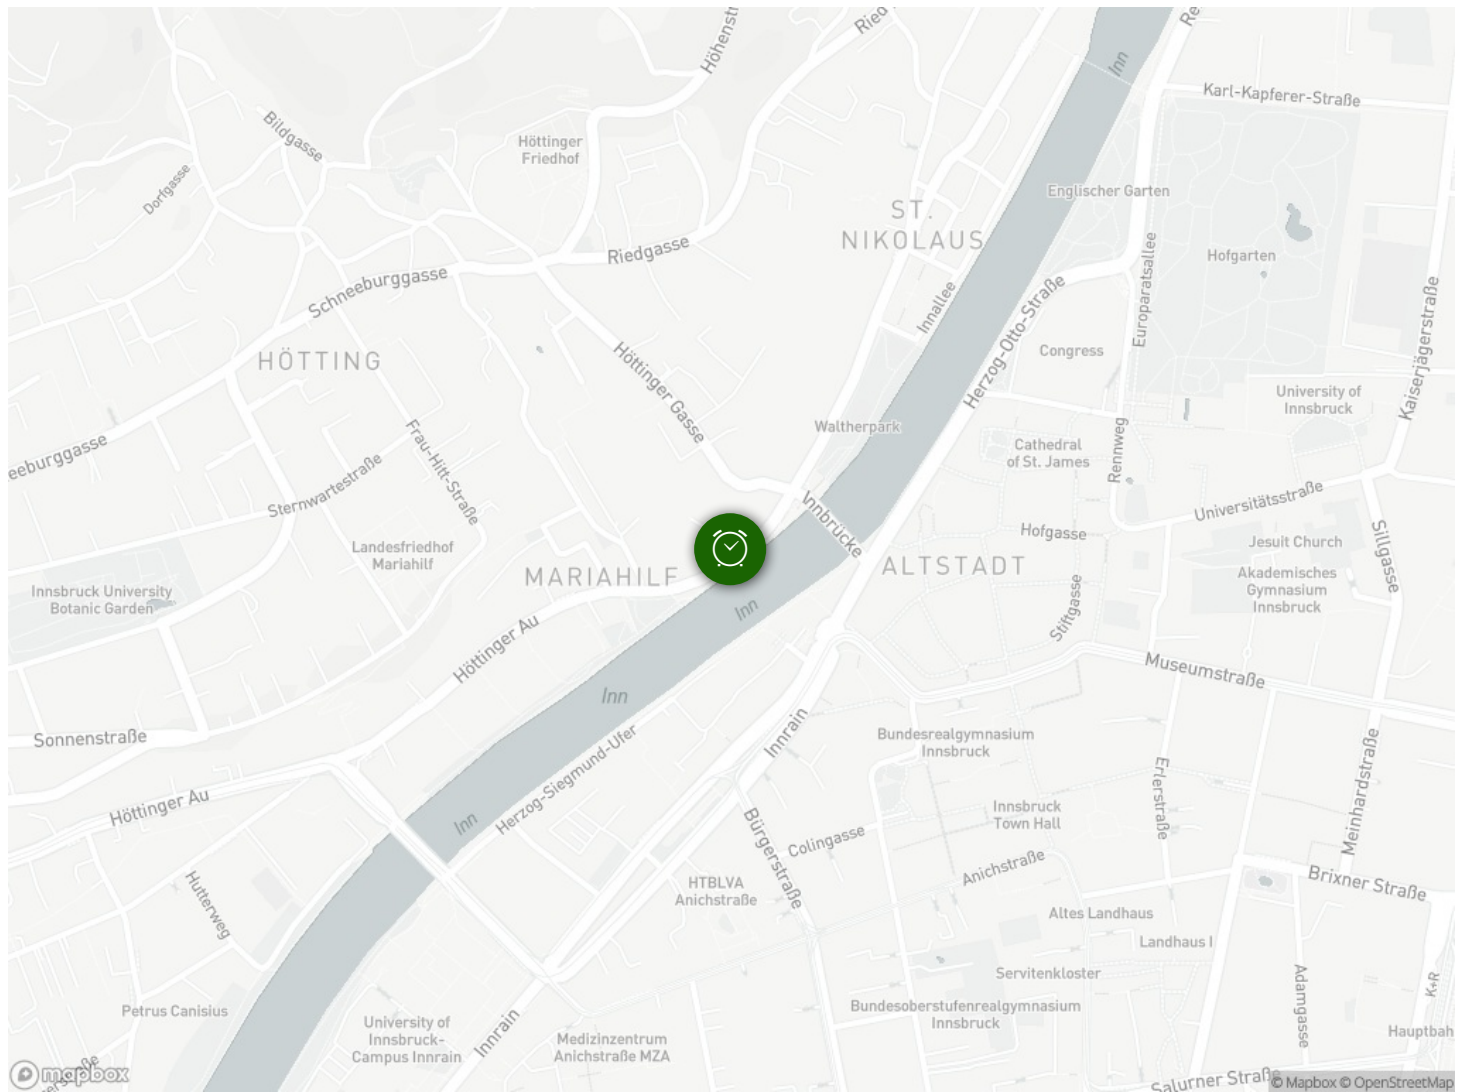 Höhenst
Ried
Re
Inn
Karl-Kapferer-Straße
Bildgasse
Höttinger
Friedhof
Dorfgasse
Englischer Garten
ST.
NIKOLAUS
Riedgasse
Hofgarten
Schneeburggasse
Innallee
Herzog-Otto-Straße
Europaratsallee
Kaiserjägerstraße
HÖTTING
Höttinger Gasse
Congress
University of
Innsbruck
Waltherpark
Frau-Hitt-Straße
Cathedral
of St. James
Rennweg
eeburggasse
Sternwartestraße
Universitätsstraße
Innbrücke
Hofgasse
Sillgasse
Landesfriedhof
Mariahilf
Jesuit Church
MARIAHILF
ALTSTADT
Akademisches
Gymnasium
Innsbruck
Innsbruck University
Botanic Garden
Inn
Stiftgasse
Höttinger Au
Museumstraße
Inn
Sonnenstraße
Innrain
Bundesrealgymnasium
Innsbruck
Herzog-Siegmund-Ufer
Meinhardstraße
Erlerstraße
Höttinger Au
Inn
Innsbruck
Town Hall
Bürgerstraße
Colingasse
Anichstraße
HTBLVA
Anichstraße
Brixner Straße
Hutterweg
Altes Landhaus
Landhaus I
Servitenkloster
K+R
Adamgasse
Petrus Canisius
Bundesoberstufenrealgymnasium
Innsbruck
University of
Innsbruck-
Campus Innrain
Innrain
Medizinzentrum
Anichstraße MZA
Hauptbah
erstraße
mapbox
Salurner Straße
© Mapbox © OpenStreetMap